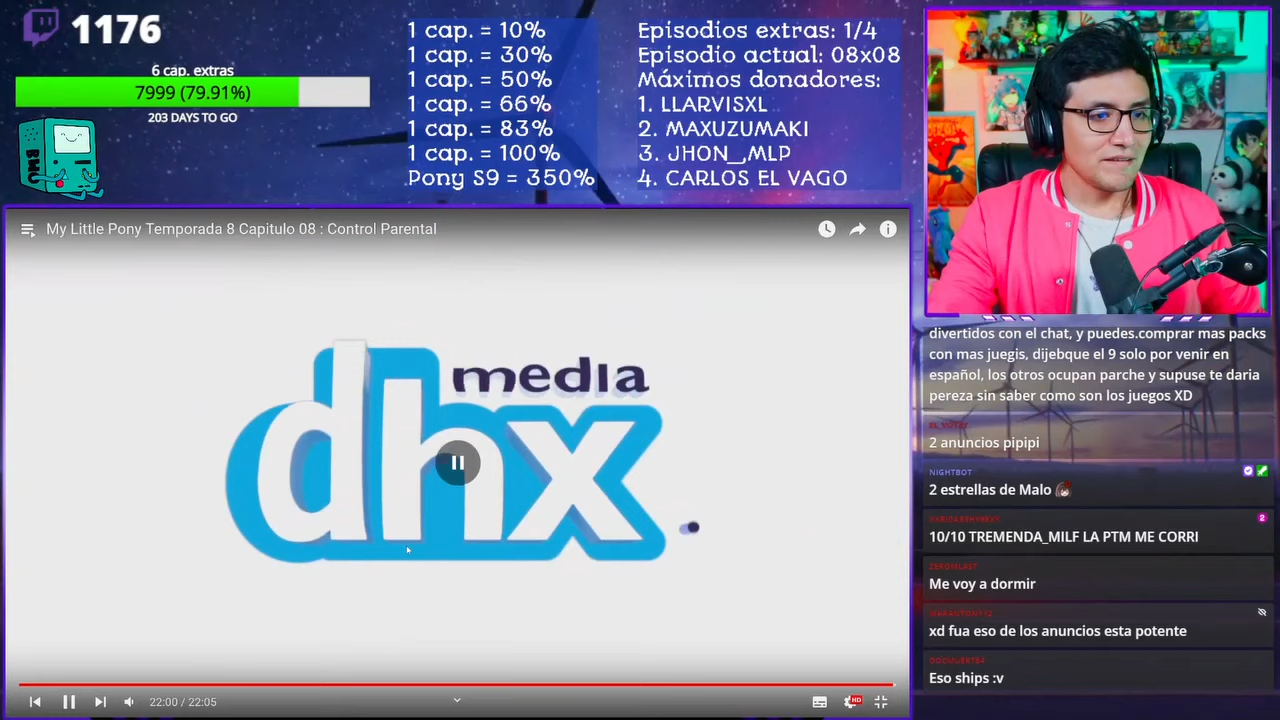 1176
6 cap. extras
7999 (79.91%)
203 DAYS TO GO
BMO
1 cap. = 10%
1 cap. = 30%
1 cap. = 50%
1 cap. = 66%
1 cap. = 83%
1 cap. = 100%
Pony S9 = 350%
Episodios extras: 1/4
Episodio actual: 08x08
Máximos donadores:
1. LLARVISXL
2. MAXUZUMAKI
3. JHON_,MLP
4. CARLOS EL VAGO
My Little Pony Temporada 8 Capitulo 08 : Control Parental
dhx media
22:00 / 22:05
HD
divertidos con el chat, y puedes.comprar mas packs
con mas juegis, dijebque el 9 solo por venir en
español, los otros ocupan parche y supuse te daria
pereza sin saber como son los juegos XD
2 anuncios pipipi
NIGHTBOT
2 estrellas de Malo
2
10/10 TREMENDA_MILF LA PTM ME CORRI
ZEROMLAST
Me voy a dormir
xd fua eso de los anuncios esta potente
Eso ships :v